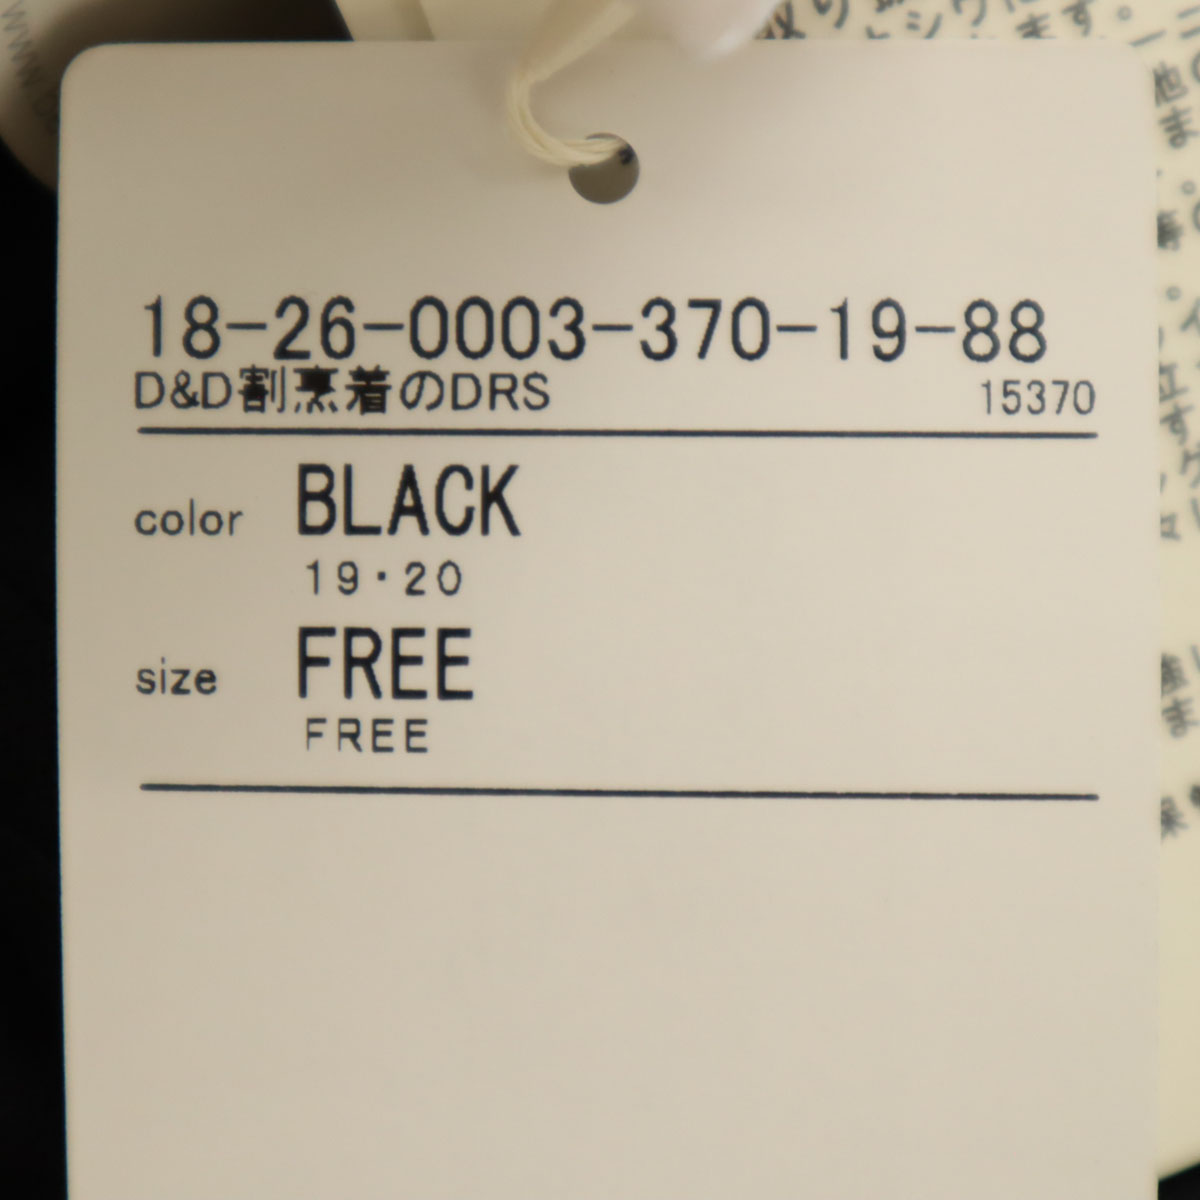 18-26-0003-370-19-88
D&D割烹着のDRS 15370
color BLACK
19・20
size FREE
FREE